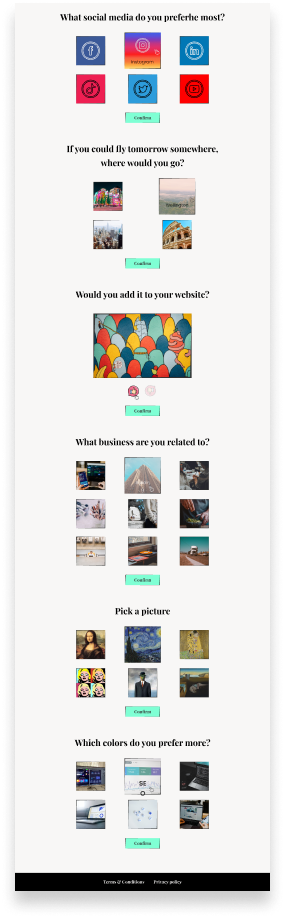 What social media do you preferhe most?
Instagram
Confirm
If you could fly tomorrow somewhere,
where would you go?
Confirm
Would you add it to your website?
Confirm
What business are you related to?
Confirm
Pick a picture
Confirm
Which colors do you prefer more?
Confirm
Terms & Conditions Privacy policy